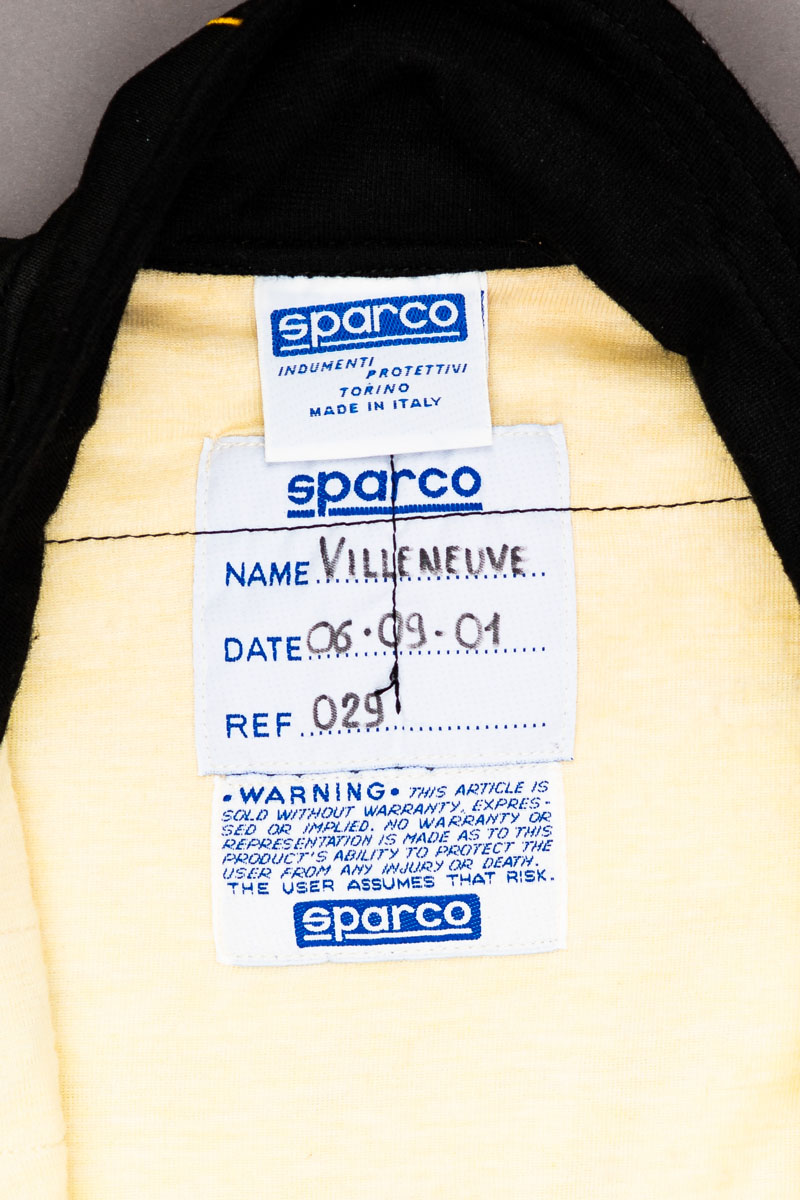 sparco
INDUMENTI
PROTETTIVI
TORINO
MADE IN ITALY
sparco
NAME VILLENEUVE
DATE 06·09·01
REF. 029
•WARNING• THIS ARTICLE IS
SOLD WITHOUT WARRANTY, EXPRES-
SED OR IMPLIED. NO WARRANTY OR
REPRESENTATION IS MADE AS TO THIS
PRODUCT'S ABILITY TO PROTECT THE
USER FROM ANY INJURY OR DEATH.
THE USER ASSUMES THAT RISK.
sparco